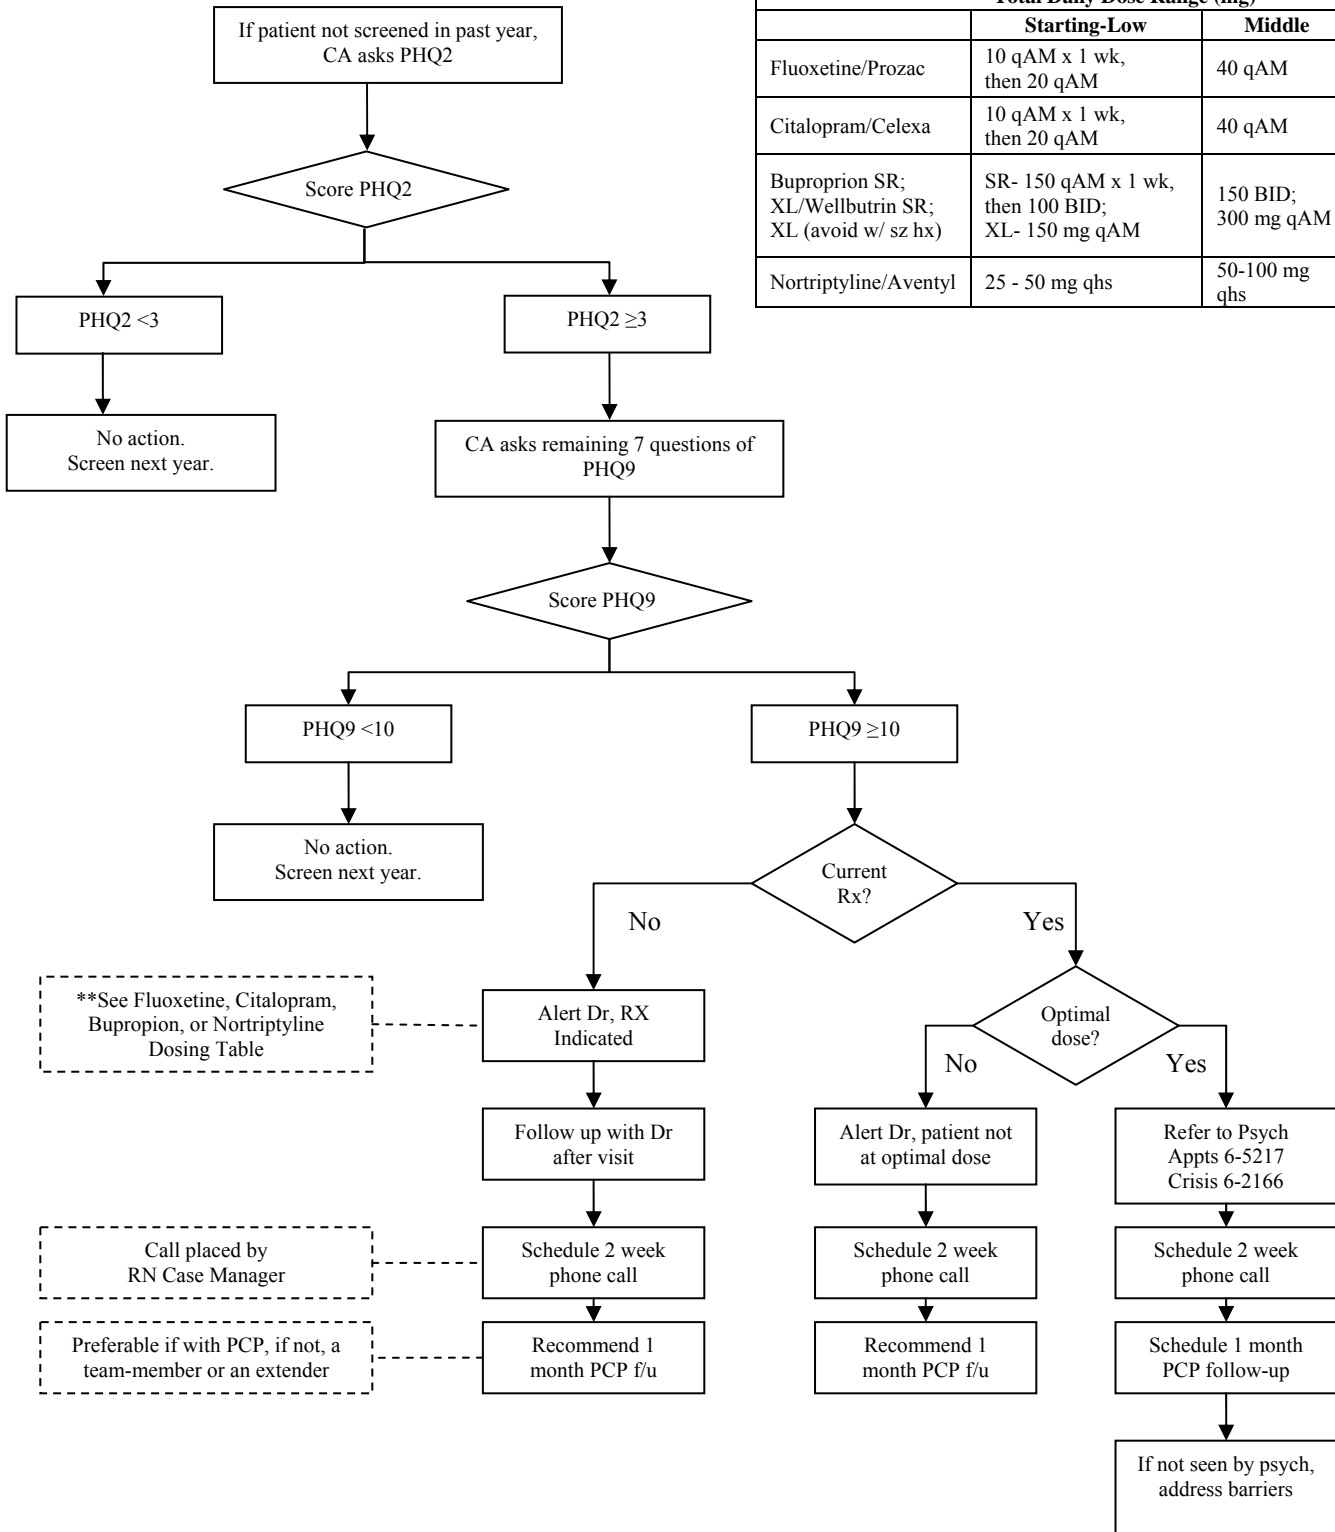 If patient not screened in past year,
CA asks PHQ2
Score PHQ2
PHQ2 <3
PHQ2 ≥3
No action.
Screen next year.
CA asks remaining 7 questions of
PHQ9
Score PHQ9
PHQ9 <10
PHQ9 ≥10
No action.
Screen next year.
Current
Rx?
No
Yes
**See Fluoxetine, Citalopram,
Bupropion, or Nortriptyline
Dosing Table
Alert Dr, RX
Indicated
Optimal
dose?
No
Yes
Follow up with Dr
after visit
Alert Dr, patient not
at optimal dose
Refer to Psych
Appts 6-5217
Crisis 6-2166
Call placed by
RN Case Manager
Schedule 2 week
phone call
Schedule 2 week
phone call
Schedule 2 week
phone call
Preferable if with PCP, if not, a
team-member or an extender
Recommend 1
month PCP f/u
Recommend 1
month PCP f/u
Schedule 1 month
PCP follow-up
If not seen by psych,
address barriers
Total Daily Dose Range (mg)
Starting-Low
Middle
Fluoxetine/Prozac
10 qAM x 1 wk,
then 20 qAM
40 qAM
Citalopram/Celexa
10 qAM x 1 wk,
then 20 qAM
40 qAM
Buproprion SR;
XL/Wellbutrin SR;
XL (avoid w/ sz hx)
SR- 150 qAM x 1 wk,
then 100 BID;
XL- 150 mg qAM
150 BID;
300 mg qAM
Nortriptyline/Aventyl
25 - 50 mg qhs
50-100 mg
qhs